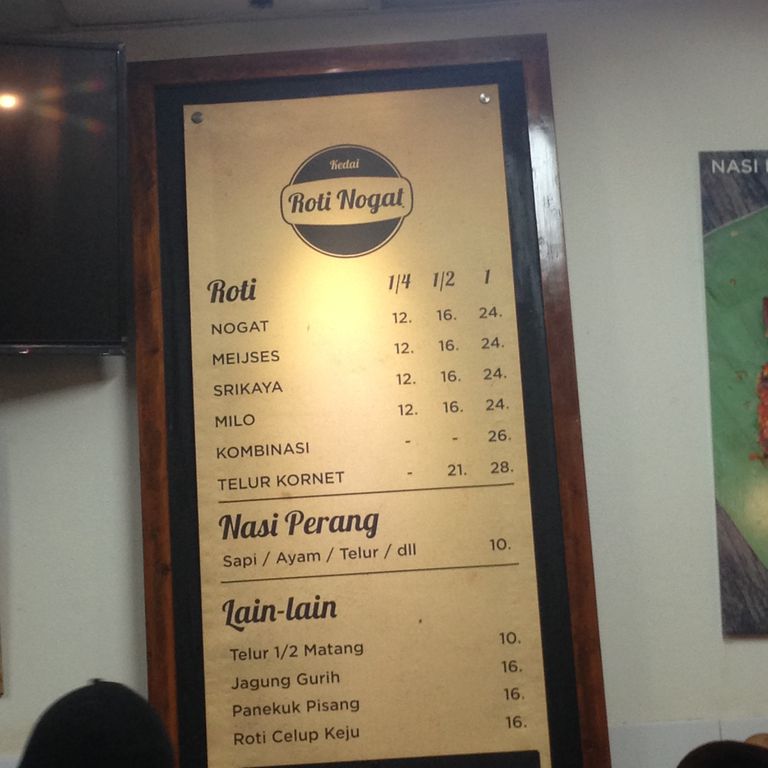 Kedai
Roti Nogat
Roti 1/4 1/2 1
NOGAT 12. 16. 24.
MEIJSES 12. 16. 24.
SRIKAYA 12. 16. 24.
MILO 12. 16. 24.
KOMBINASI - - 26.
TELUR KORNET - 21. 28.
Nasi Perang
Sapi / Ayam / Telur / dll 10.
Lain-lain
Telur 1/2 Matang 10.
Jagung Gurih 16.
Panekuk Pisang 16.
Roti Celup Keju 16.
NASI